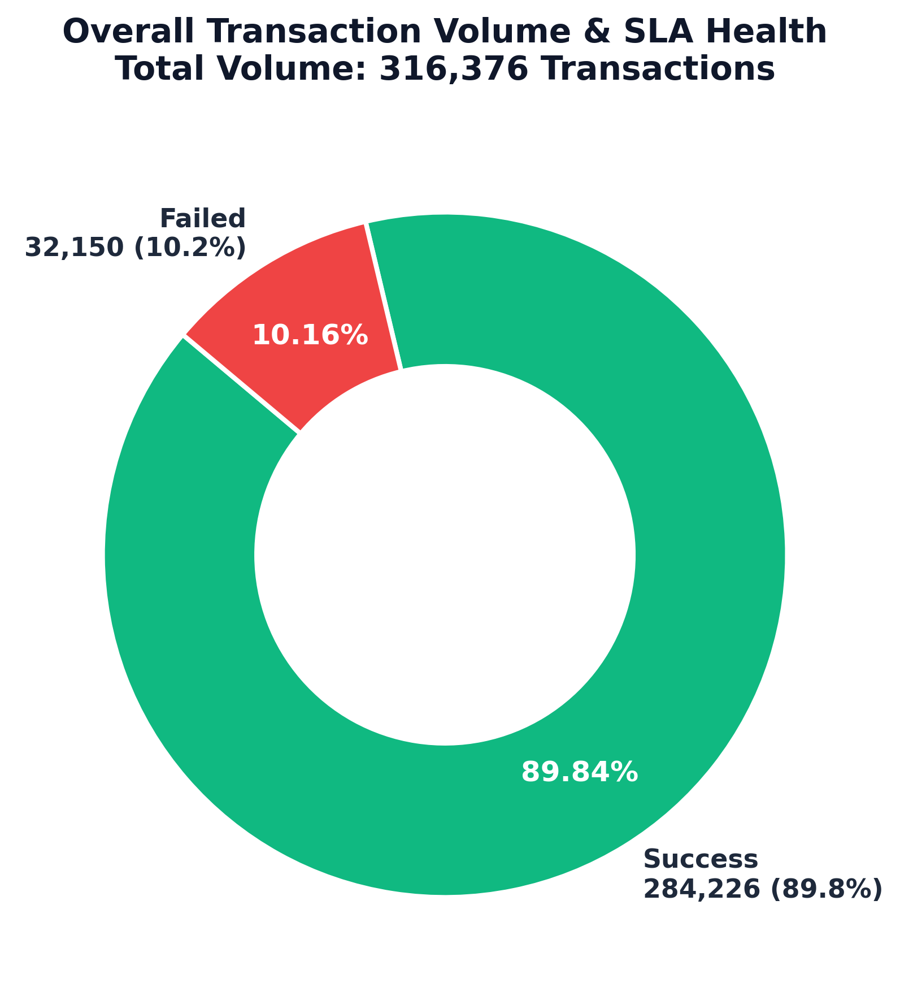 Overall Transaction Volume & SLA Health
Total Volume: 316,376 Transactions
Failed
32,150 (10.2%)
10.16%
89.84%
Success
284,226 (89.8%)